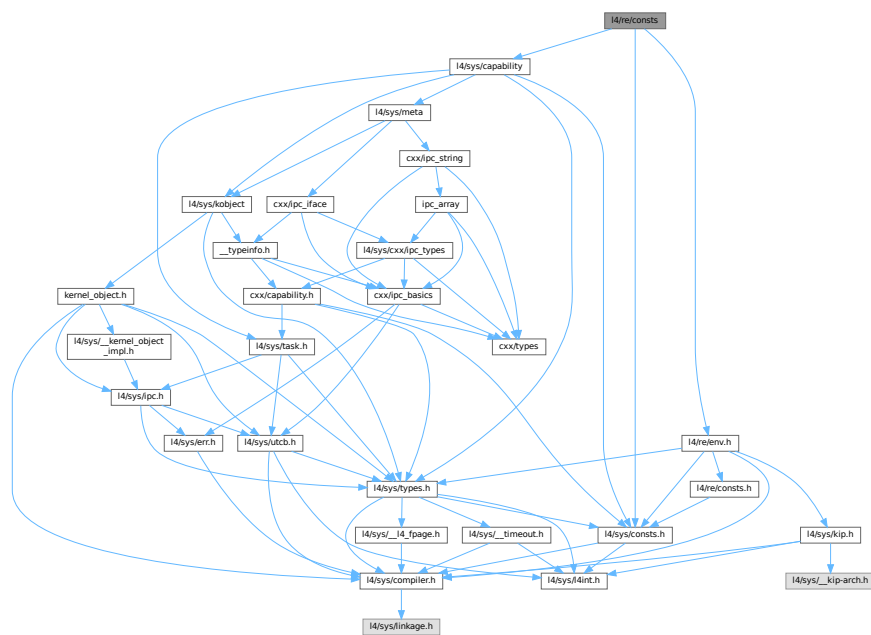 l4/re/consts
l4/sys/capability
l4/sys/meta
cxx/ipc_string
l4/sys/kobject
cxx/ipc_iface
ipc_array
__typeinfo.h
l4/sys/cxx/ipc_types
kernel_object.h
cxx/capability.h
cxx/ipc_basics
l4/sys/__kernel_object
_impl.h
l4/sys/task.h
cxx/types
l4/sys/ipc.h
l4/sys/err.h
l4/sys/utcb.h
l4/re/env.h
l4/sys/types.h
l4/re/consts.h
l4/sys/__l4_fpage.h
l4/sys/__timeout.h
l4/sys/consts.h
l4/sys/kip.h
l4/sys/compiler.h
l4/sys/l4int.h
l4/sys/__kip-arch.h
l4/sys/linkage.h